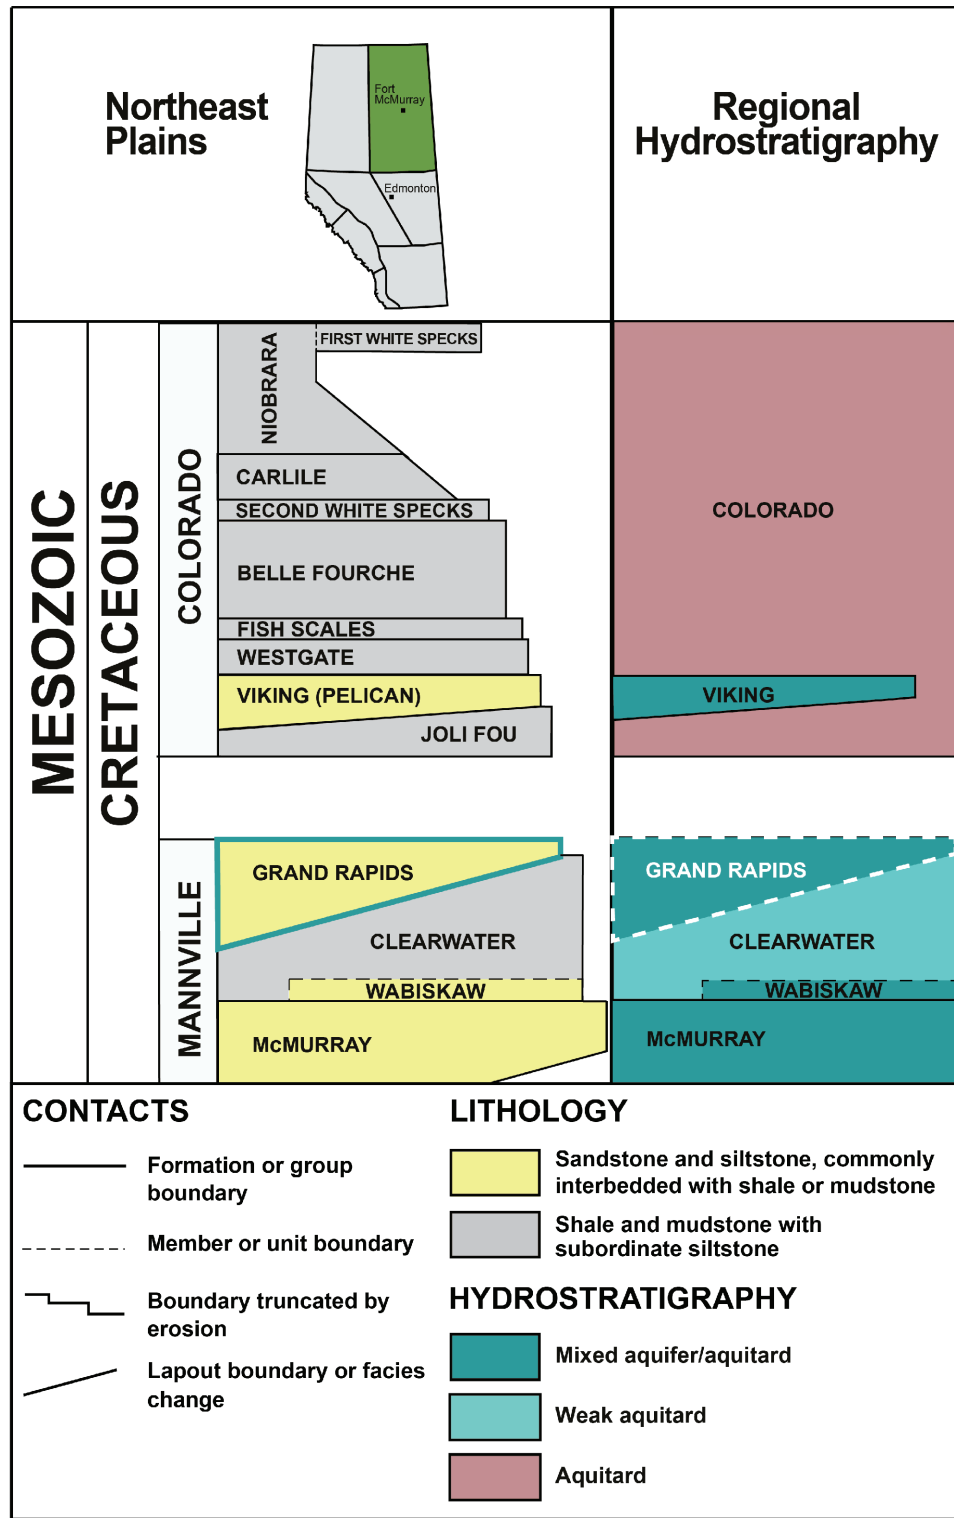 Northeast
Plains
Fort
McMurray
Edmonton
Regional
Hydrostratigraphy
MESOZOIC
CRETACEOUS
COLORADO
NIOBRARA
FIRST WHITE SPECKS
CARLILE
SECOND WHITE SPECKS
BELLE FOURCHE
FISH SCALES
WESTGATE
VIKING (PELICAN)
JOLI FOU
COLORADO
VIKING
MANNVILLE
GRAND RAPIDS
CLEARWATER
WABISKAW
McMURRAY
GRAND RAPIDS
CLEARWATER
WABISKAW
McMURRAY
CONTACTS
Formation or group
boundary
Member or unit boundary
Boundary truncated by
erosion
Lapout boundary or facies
change
LITHOLOGY
Sandstone and siltstone, commonly
interbedded with shale or mudstone
Shale and mudstone with
subordinate siltstone
HYDROSTRATIGRAPHY
Mixed aquifer/aquitard
Weak aquitard
Aquitard